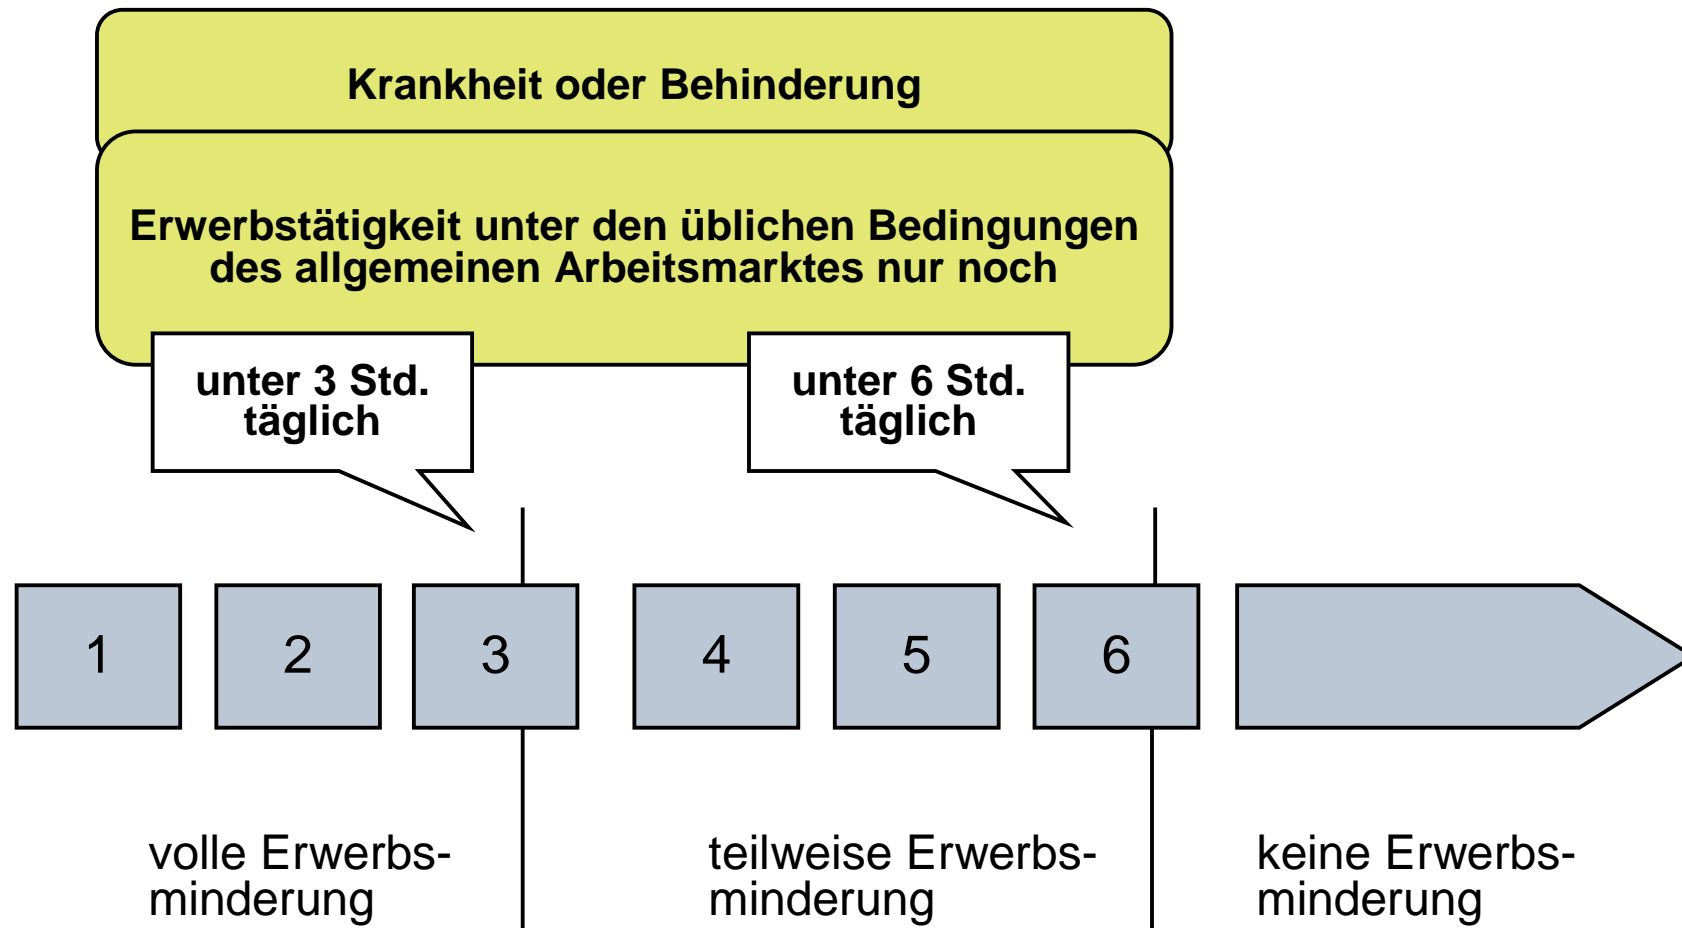 Krankheit oder Behinderung
Erwerbstätigkeit unter den üblichen Bedingungen
des allgemeinen Arbeitsmarktes nur noch
unter 3 Std.
täglich
unter 6 Std.
täglich
1
2
3
4
5
6
volle Erwerbs-
minderung
teilweise Erwerbs-
minderung
keine Erwerbs-
minderung